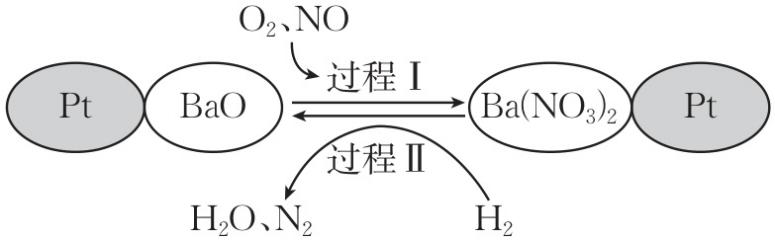 O₂、NO
过程Ⅰ
Pt BaO Ba(NO₃)₂ Pt
过程Ⅱ
H₂O、N₂ H₂